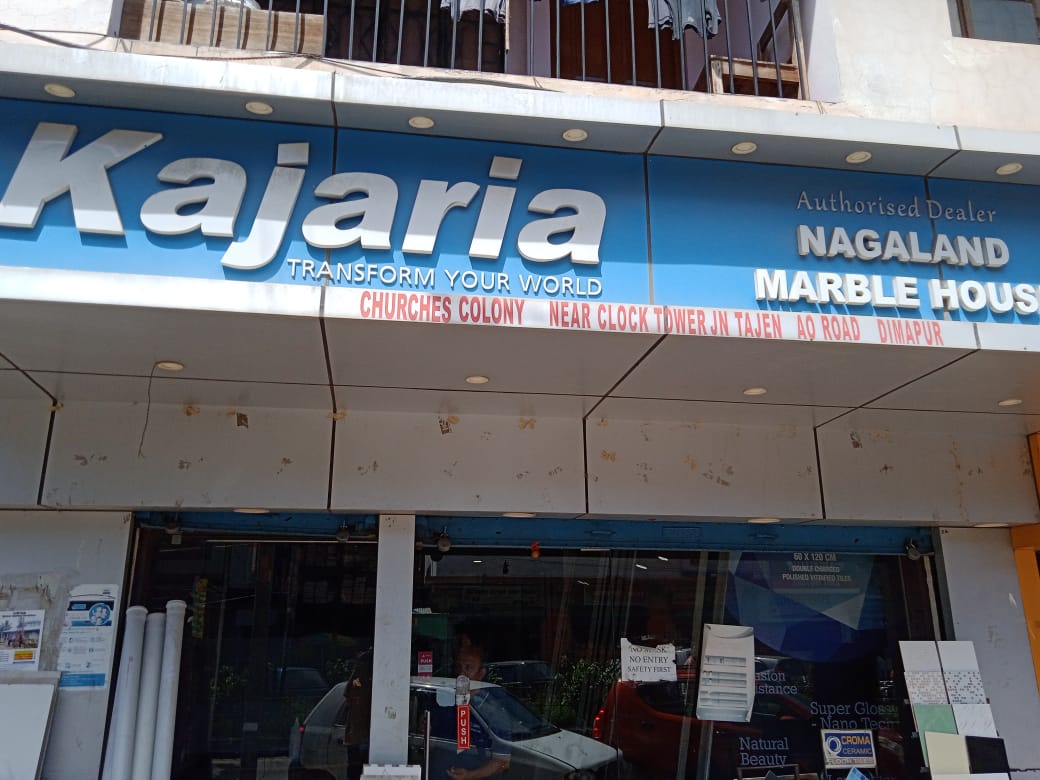 Kajaria
TRANSFORM YOUR WORLD
Authorised Dealer
NAGALAND
MARBLE HOUS
CHURCHES COLONY NEAR CLOCK TOWER JN TAJEN AO ROAD DIMAPUR
60 X 120 CM
DOUBLE CHARGED
POLISHED VITRIFIED TILES
NO MASK
NO ENTRY
SAFETY FIRST
PUSH
PUSH
Super Gloss
Nano Tech
Natural
Beauty
CROMA
CERAMIC